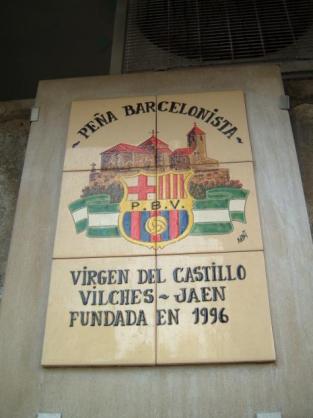 ~ PEÑA BARCELONISTA ~
P.B.V.
VIRGEN DEL CASTILLO
VILCHES ~ JAEN
FUNDADA EN 1996